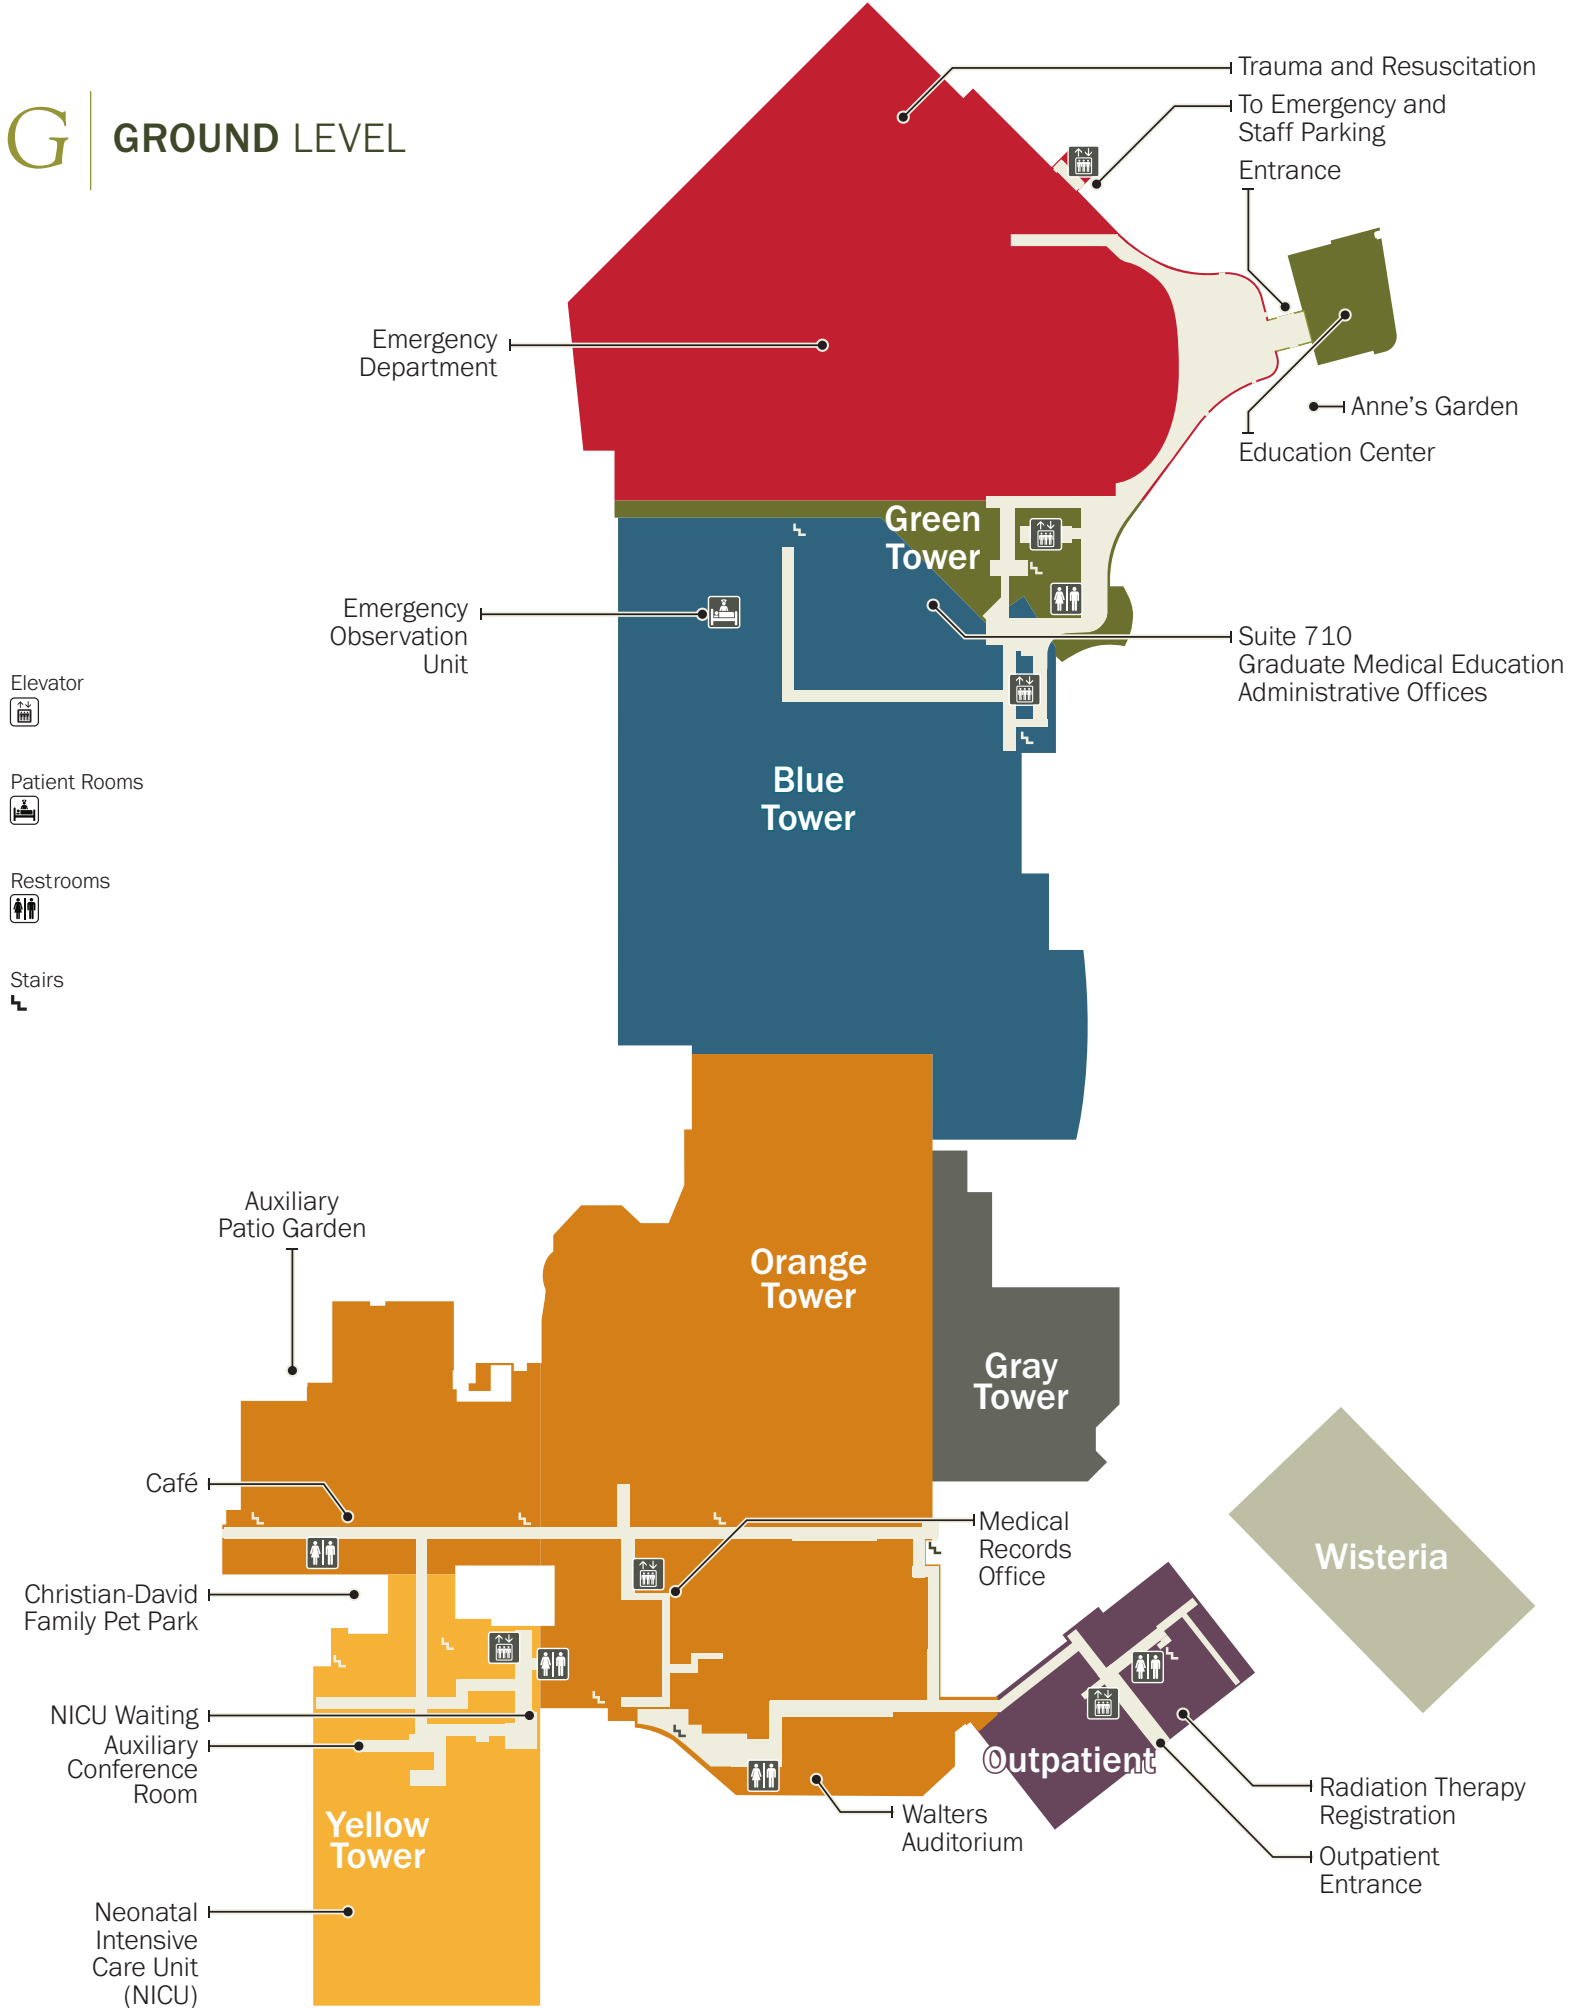 G
GROUND LEVEL
Trauma and Resuscitation
To Emergency and
Staff Parking
Entrance
Emergency
Department
Anne's Garden
Education Center
Green
Tower
Emergency
Observation
Unit
Suite 710
Graduate Medical Education
Administrative Offices
Elevator
Patient Rooms
Restrooms
Stairs
Blue
Tower
Auxiliary
Patio Garden
Orange
Tower
Gray
Tower
Café
Medical
Records
Office
Wisteria
Christian-David
Family Pet Park
NICU Waiting
Auxiliary
Conference
Room
Outpatient
Radiation Therapy
Registration
Walters
Auditorium
Outpatient
Entrance
Yellow
Tower
Neonatal
Intensive
Care Unit
(NICU)